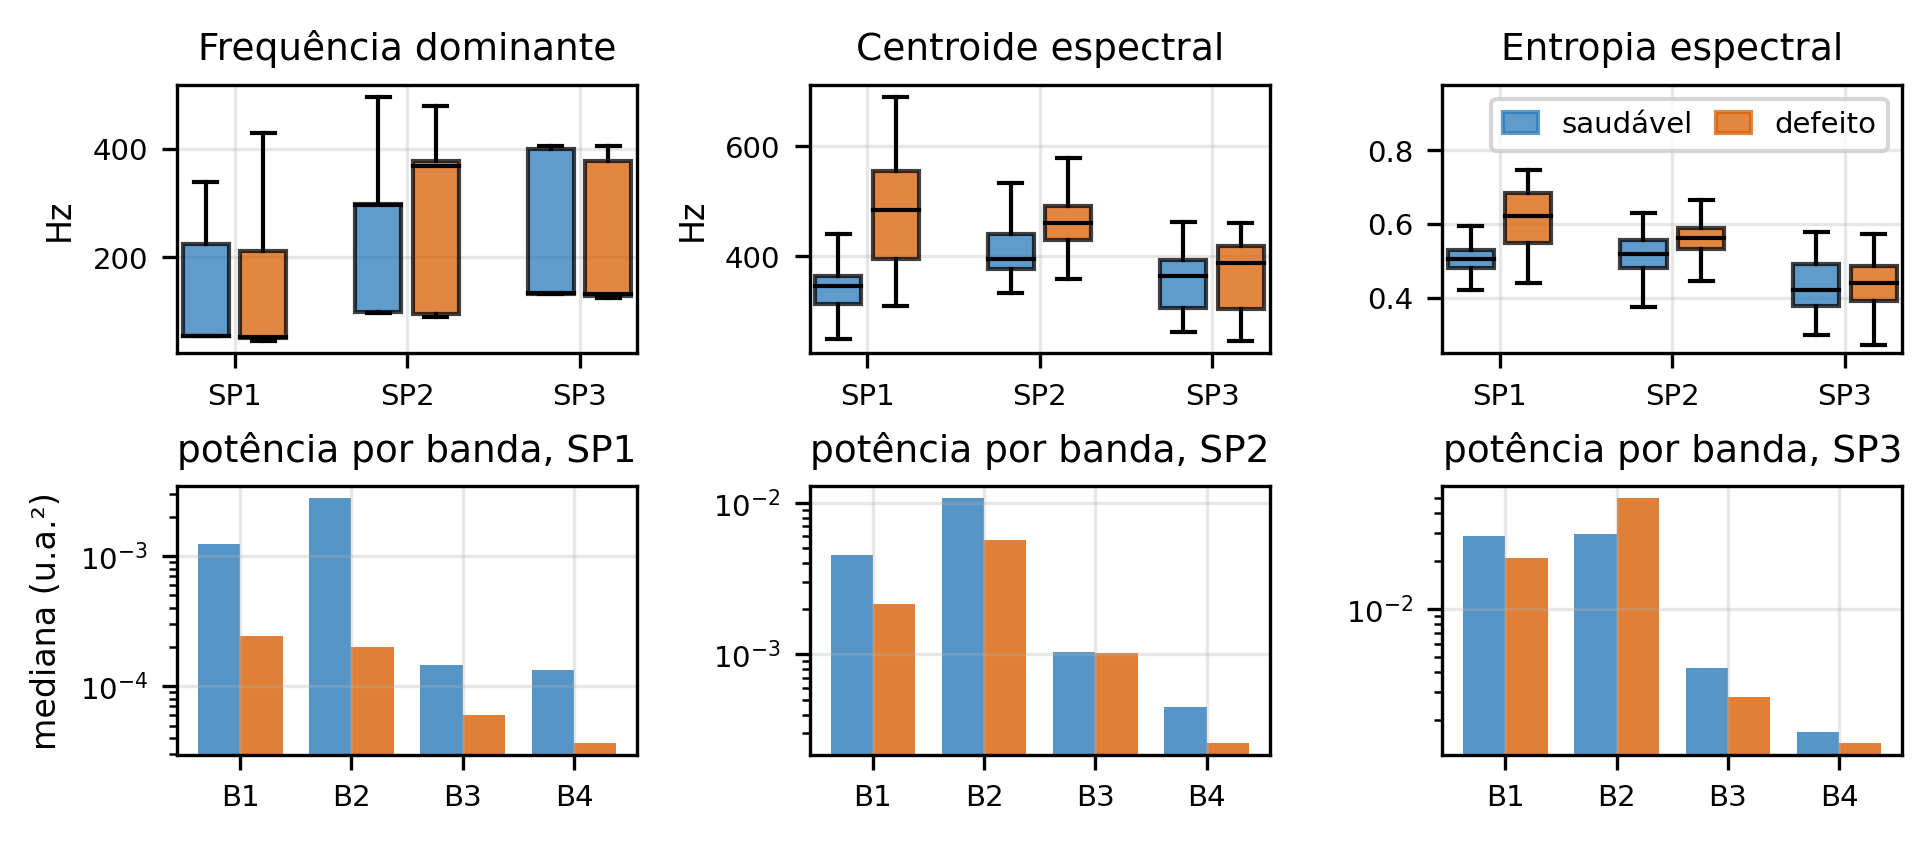 Frequência dominante
Hz
400
200
SP1 SP2 SP3
Centroide espectral
Hz
600
400
SP1 SP2 SP3
Entropia espectral
saudável defeito
0.8
0.6
0.4
SP1 SP2 SP3
potência por banda, SP1
mediana (u.a.²)
10⁻³
10⁻⁴
B1 B2 B3 B4
potência por banda, SP2
10⁻²
10⁻³
B1 B2 B3 B4
potência por banda, SP3
10⁻²
B1 B2 B3 B4